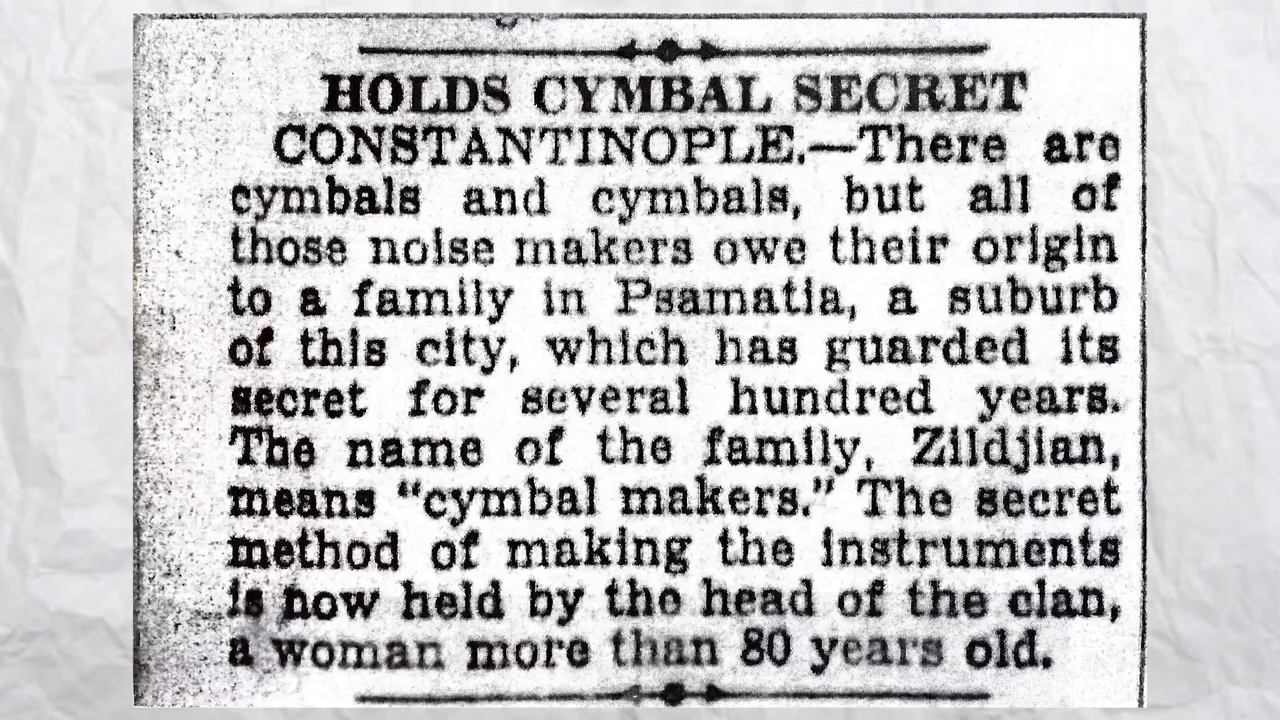 HOLDS CYMBAL SECRET
CONSTANTINOPLE.—There are
cymbals and cymbals, but all of
those noise makers owe their origin
to a family in Psamatia, a suburb
of this city, which has guarded its
secret for several hundred years.
The name of the family, Zildjian,
means "cymbal makers." The secret
method of making the instruments
is now held by the head of the clan,
a woman more than 80 years old.